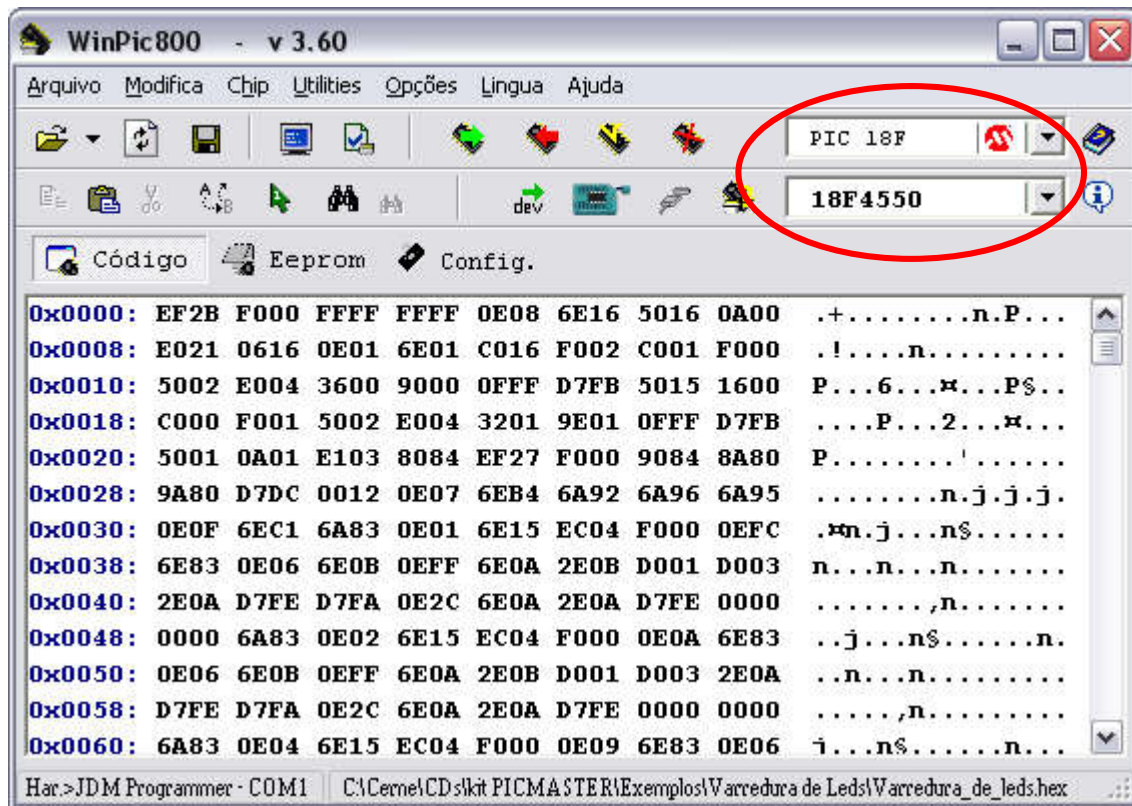 WinPic800 - v 3.60
Arquivo Modifica Chip Utilities Opções Lingua Ajuda
PIC 18F
A C B
dev
18F4550
Código Eeprom Config.
0x0000: EF2B F000 FFFF FFFF 0E08 6E16 5016 0A00 .+........n.P...
0x0008: E021 0616 0E01 6E01 C016 F002 C001 F000 .!....n.........
0x0010: 5002 E004 3600 9000 0FFF D7FB 5015 1600 P...6...¤...P§..
0x0018: C000 F001 5002 E004 3201 9E01 0FFF D7FB ....P...2...¤...
0x0020: 5001 0A01 E103 8084 EF27 F000 9084 8A80 P........'......
0x0028: 9A80 D7DC 0012 0E07 6EB4 6A92 6A96 6A95 ........n.j.j.j.
0x0030: 0E0F 6EC1 6A83 0E01 6E15 EC04 F000 0EFC .¤n.j...n§......
0x0038: 6E83 0E06 6E0B 0EFF 6E0A 2E0B D001 D003 n...n...n.......
0x0040: 2E0A D7FE D7FA 0E2C 6E0A 2E0A D7FE 0000 .......,n.......
0x0048: 0000 6A83 0E02 6E15 EC04 F000 0E0A 6E83 ..j...n§......n.
0x0050: 0E06 6E0B 0EFF 6E0A 2E0B D001 D003 2E0A ..n...n.........
0x0058: D7FE D7FA 0E2C 6E0A 2E0A D7FE 0000 0000 .....,n.........
0x0060: 6A83 0E04 6E15 EC04 F000 0E09 6E83 0E06 j...n§......n...
Har.>JDM Programmer - COM1 C:\Cerne\CDs\kit PICMASTER\Exemplos\Varredura de Leds\Varredura_de_leds.hex